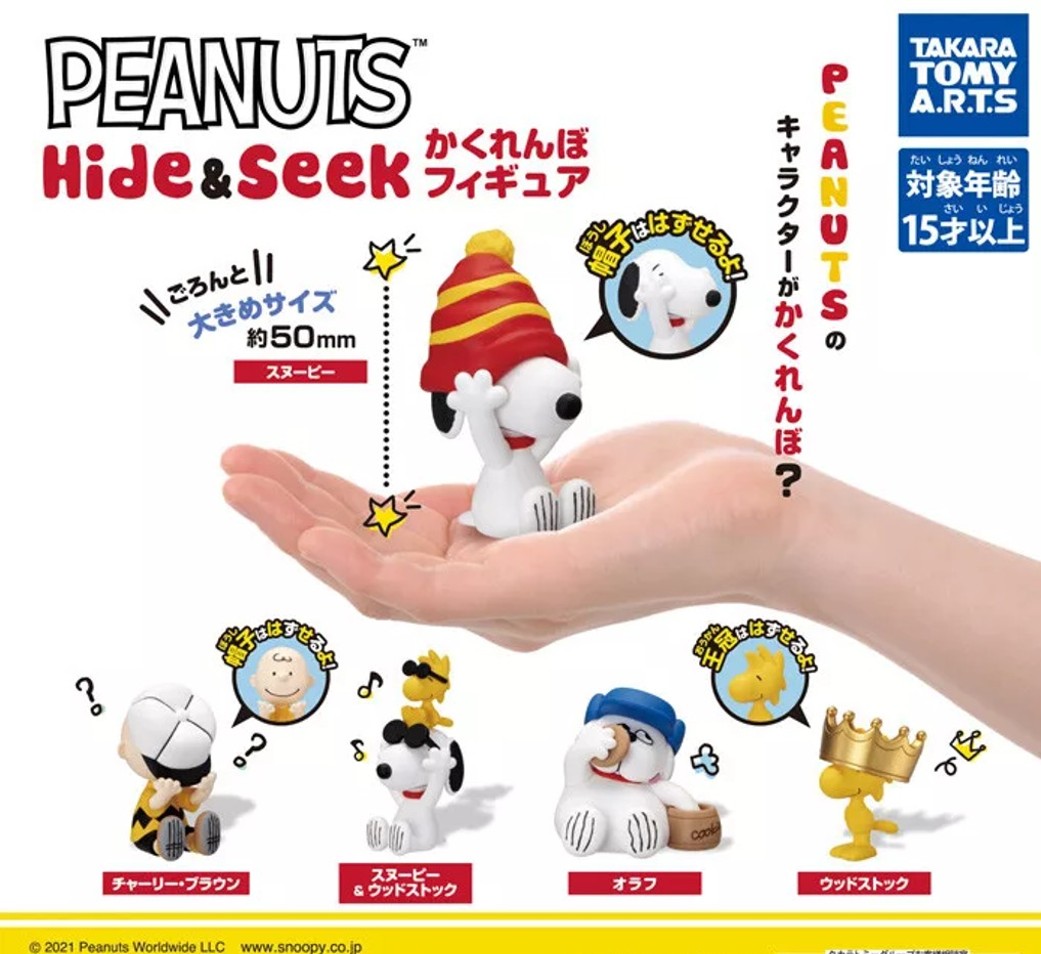 PEANUTS™
Hide&Seek
かくれんぼ
フィギュア
TAKARA
TOMY
A.R.T.S
たい しょう ねん れい
対象年齢
さい い じょう
15才以上
PEANUTSの
キャラクターがかくれんぼ?
ごろんと
大きめサイズ
約50mm
スヌーピー
ぼうし
帽子ははずせるよ!
ぼうし
帽子ははずせるよ!
おうかん
王冠ははずせるよ!
cookie
チャーリー・ブラウン
スヌーピー
& ウッドストック
オラフ
ウッドストック
© 2021 Peanuts Worldwide LLC www.snoopy.co.jp